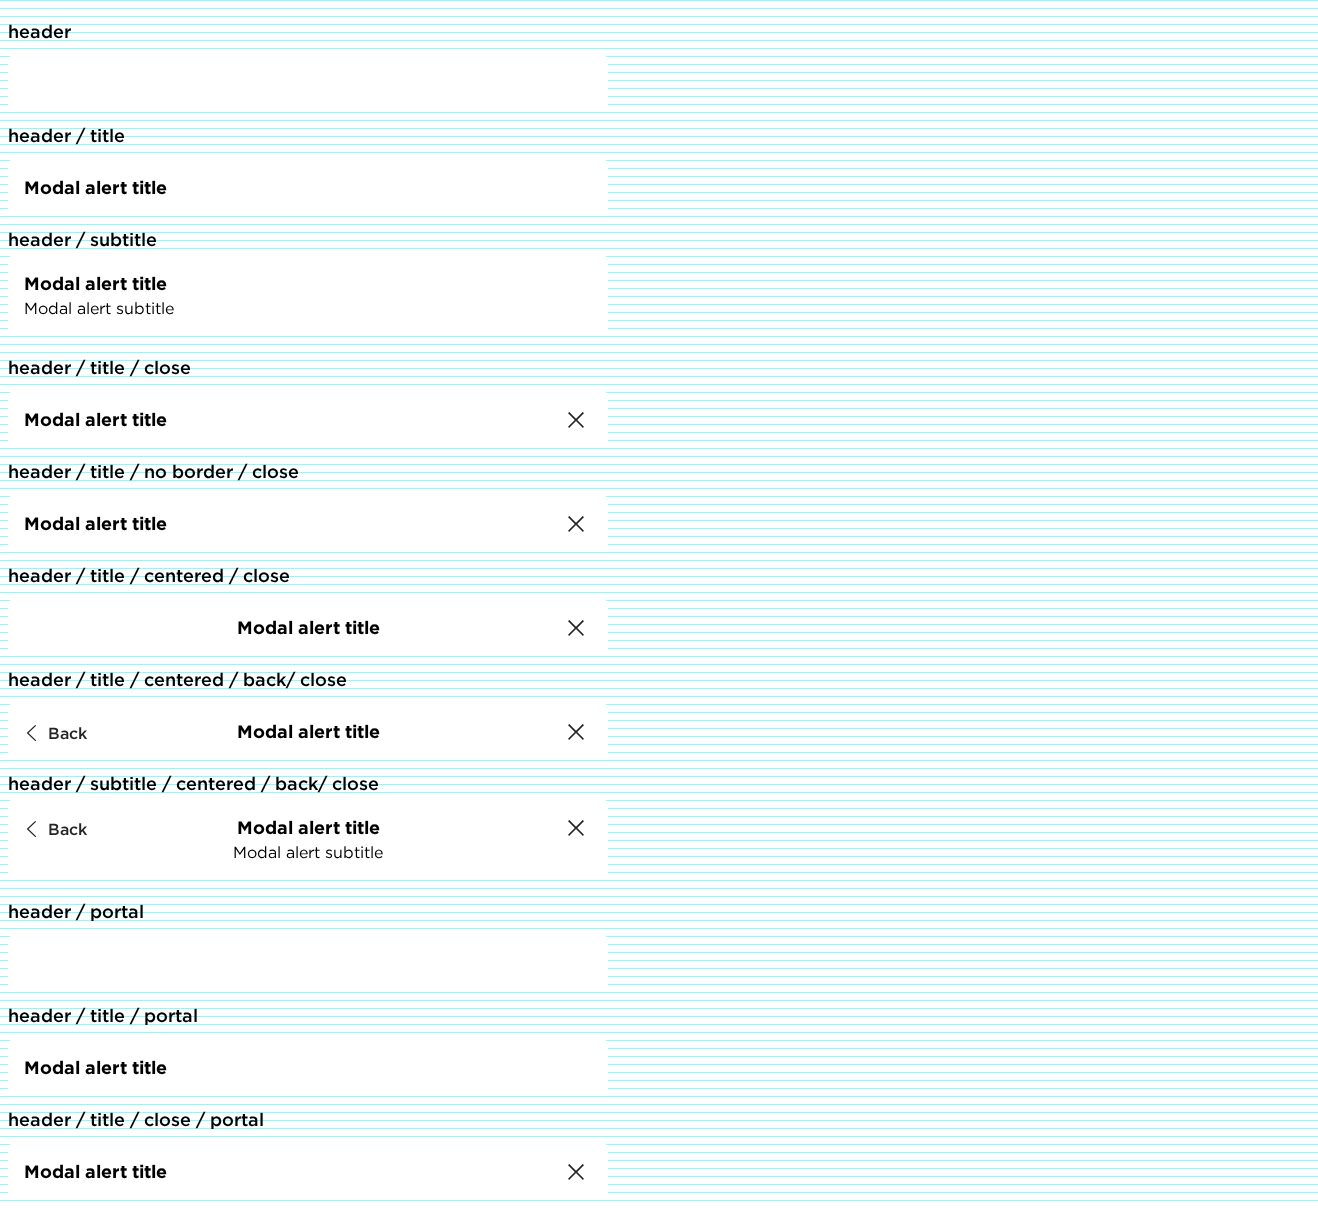 header
header / title
Modal alert title
header / subtitle
Modal alert title
Modal alert subtitle
header / title / close
Modal alert title
header / title / no border / close
Modal alert title
header / title / centered / close
Modal alert title
header / title / centered / back/ close
Back Modal alert title
header / subtitle / centered / back/ close
Back Modal alert title
Modal alert subtitle
header / portal
header / title / portal
Modal alert title
header / title / close / portal
Modal alert title